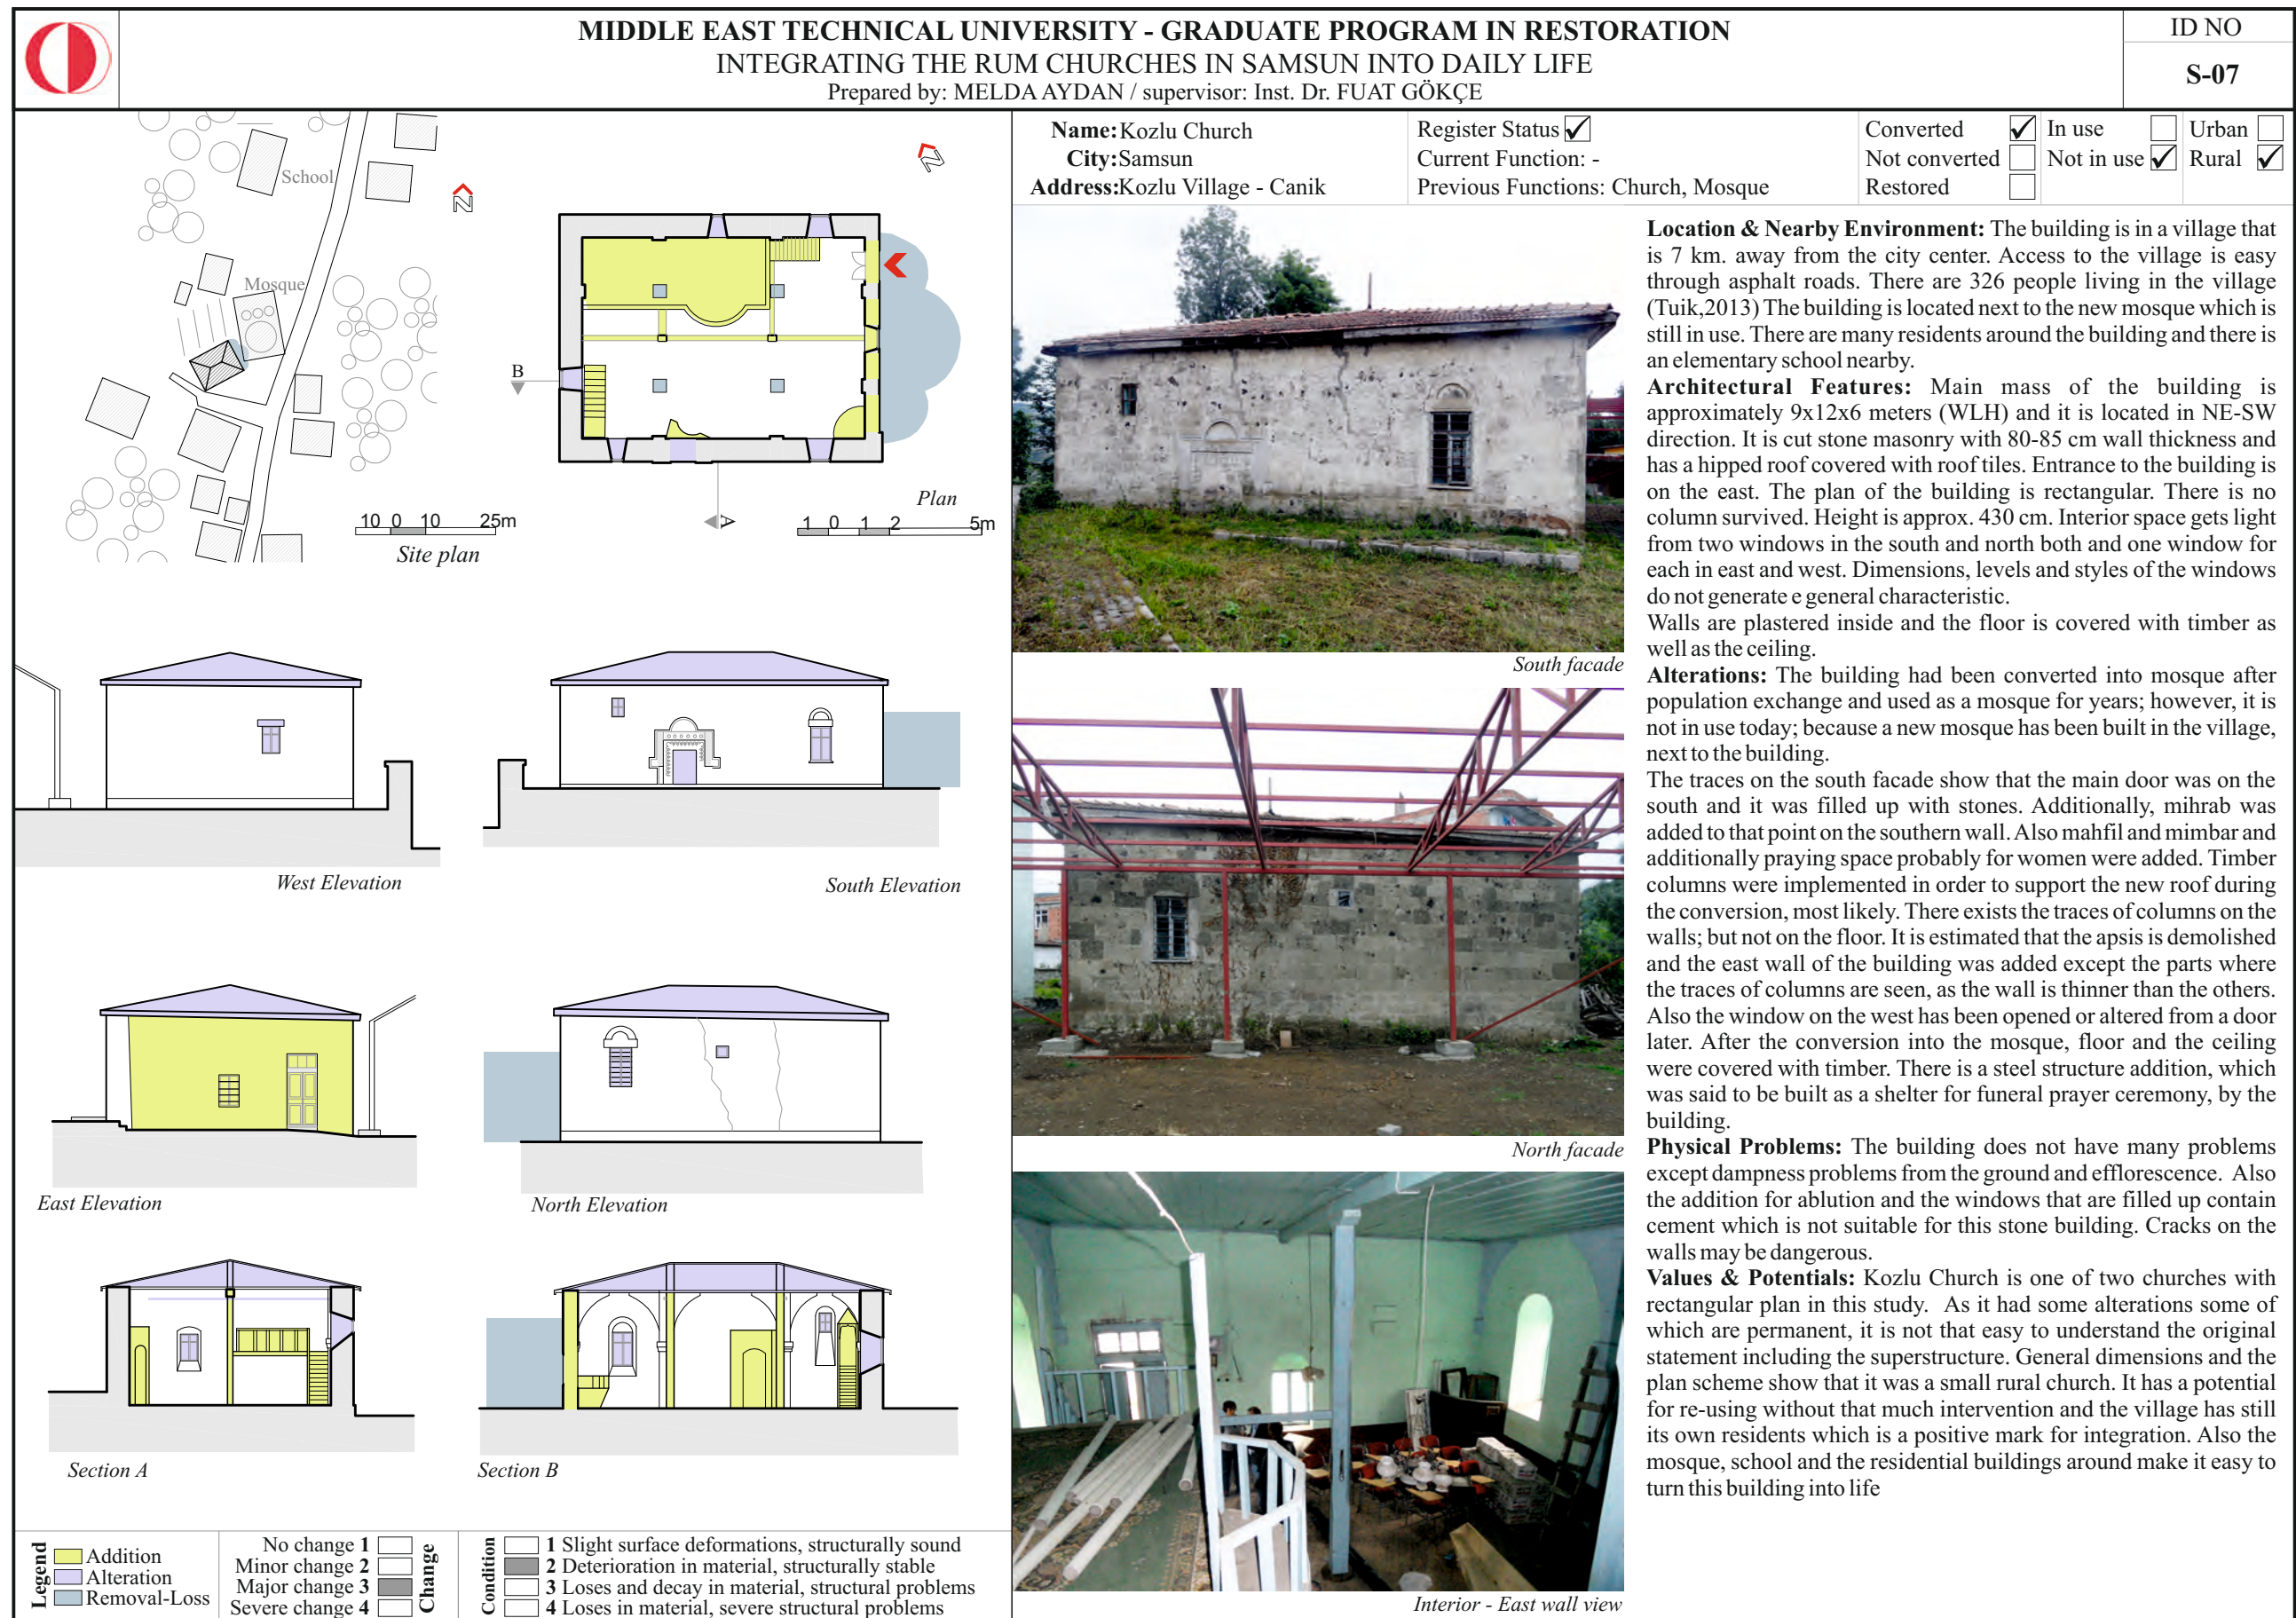 MIDDLE EAST TECHNICAL UNIVERSITY - GRADUATE PROGRAM IN RESTORATION
INTEGRATING THE RUM CHURCHES IN SAMSUN INTO DAILY LIFE
Prepared by: MELDA AYDAN / supervisor: Inst. Dr. FUAT GÖKÇE
ID NO
S-07
School
Mosque
N
10 0 10 25m
Site plan
N
B
A
Plan
1 0 1 2 5m
West Elevation
South Elevation
East Elevation
North Elevation
Section A
Section B
Legend
Addition
Alteration
Removal-Loss
No change 1
Minor change 2
Major change 3
Severe change 4
Change
Condition
1 Slight surface deformations, structurally sound
2 Deterioration in material, structurally stable
3 Loses and decay in material, structural problems
4 Loses in material, severe structural problems
Name: Kozlu Church
City: Samsun
Address: Kozlu Village - Canik
Register Status
Current Function: -
Previous Functions: Church, Mosque
Converted
Not converted
Restored
In use
Not in use
Urban
Rural
South facade
North facade
Interior - East wall view
Location & Nearby Environment: The building is in a village that
is 7 km. away from the city center. Access to the village is easy
through asphalt roads. There are 326 people living in the village
(Tuik,2013) The building is located next to the new mosque which is
still in use. There are many residents around the building and there is
an elementary school nearby.
Architectural Features: Main mass of the building is
approximately 9x12x6 meters (WLH) and it is located in NE-SW
direction. It is cut stone masonry with 80-85 cm wall thickness and
has a hipped roof covered with roof tiles. Entrance to the building is
on the east. The plan of the building is rectangular. There is no
column survived. Height is approx. 430 cm. Interior space gets light
from two windows in the south and north both and one window for
each in east and west. Dimensions, levels and styles of the windows
do not generate e general characteristic.
Walls are plastered inside and the floor is covered with timber as
well as the ceiling.
Alterations: The building had been converted into mosque after
population exchange and used as a mosque for years; however, it is
not in use today; because a new mosque has been built in the village,
next to the building.
The traces on the south facade show that the main door was on the
south and it was filled up with stones. Additionally, mihrab was
added to that point on the southern wall. Also mahfil and mimbar and
additionally praying space probably for women were added. Timber
columns were implemented in order to support the new roof during
the conversion, most likely. There exists the traces of columns on the
walls; but not on the floor. It is estimated that the apsis is demolished
and the east wall of the building was added except the parts where
the traces of columns are seen, as the wall is thinner than the others.
Also the window on the west has been opened or altered from a door
later. After the conversion into the mosque, floor and the ceiling
were covered with timber. There is a steel structure addition, which
was said to be built as a shelter for funeral prayer ceremony, by the
building.
Physical Problems: The building does not have many problems
except dampness problems from the ground and efflorescence. Also
the addition for ablution and the windows that are filled up contain
cement which is not suitable for this stone building. Cracks on the
walls may be dangerous.
Values & Potentials: Kozlu Church is one of two churches with
rectangular plan in this study. As it had some alterations some of
which are permanent, it is not that easy to understand the original
statement including the superstructure. General dimensions and the
plan scheme show that it was a small rural church. It has a potential
for re-using without that much intervention and the village has still
its own residents which is a positive mark for integration. Also the
mosque, school and the residential buildings around make it easy to
turn this building into life